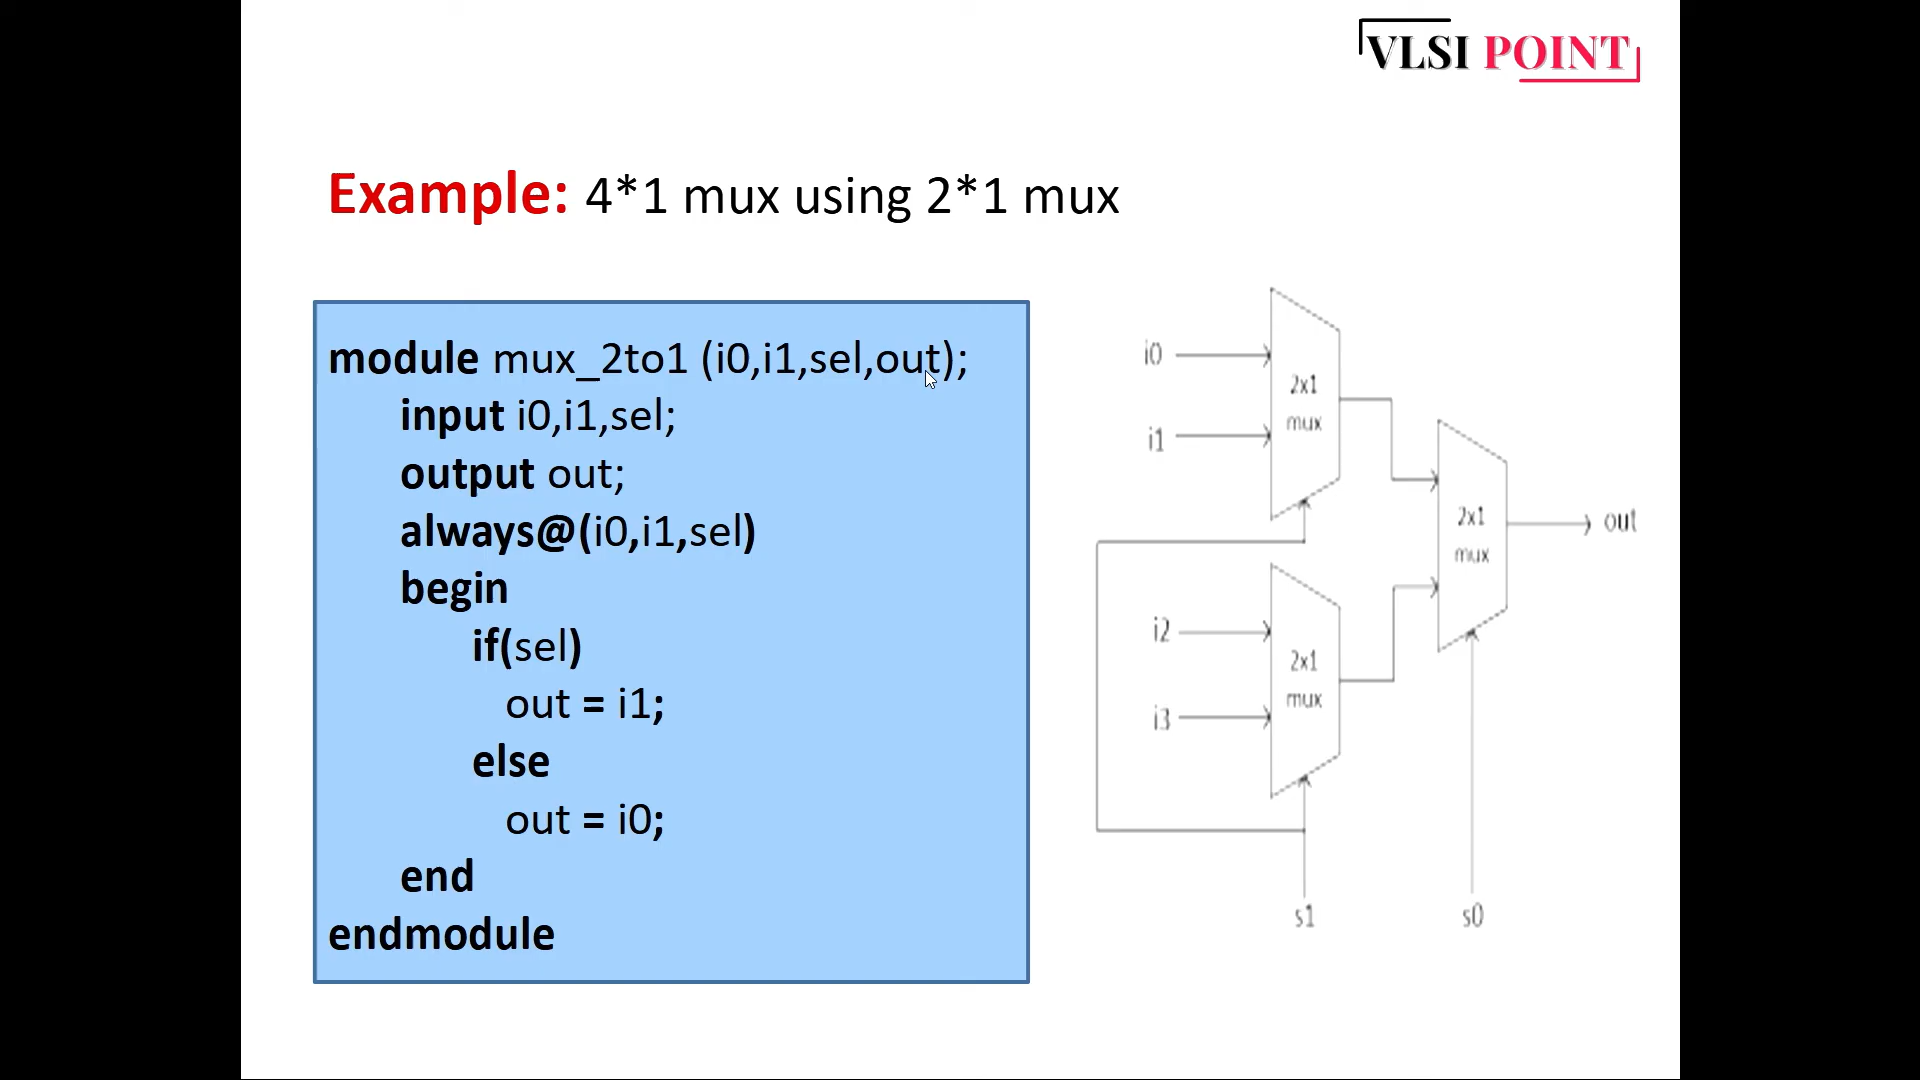 VLSI POINT
Example: 4*1 mux using 2*1 mux
module mux_2to1 (i0,i1,sel,out);
input i0,i1,sel;
output out;
always@(i0,i1,sel)
begin
if(sel)
out = i1;
else
out = i0;
end
endmodule
i0
i1
2x1
mux
i2
i3
2x1
mux
2x1
mux
out
s1
s0